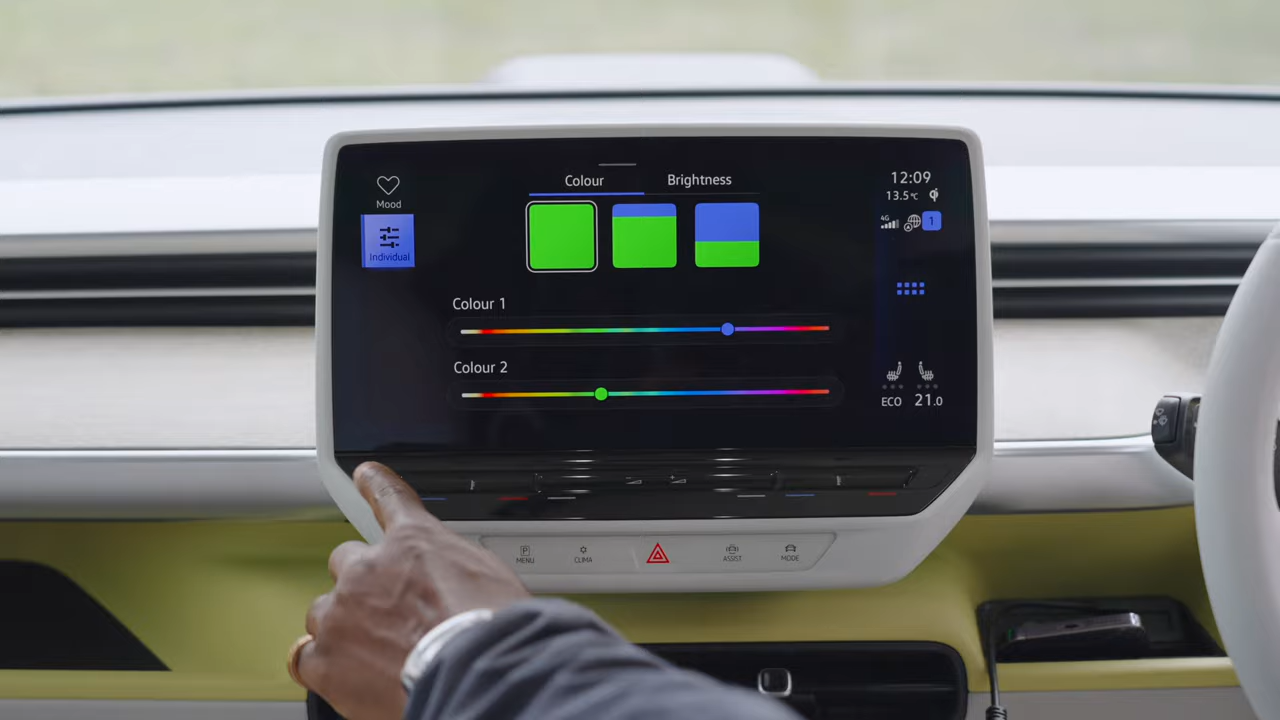 Colour Brightness
Mood
Individual
12:09
13.5°C
4G
1
Colour 1
Colour 2
ECO 21.0
P
MENU CLIMA ASSIST MODE